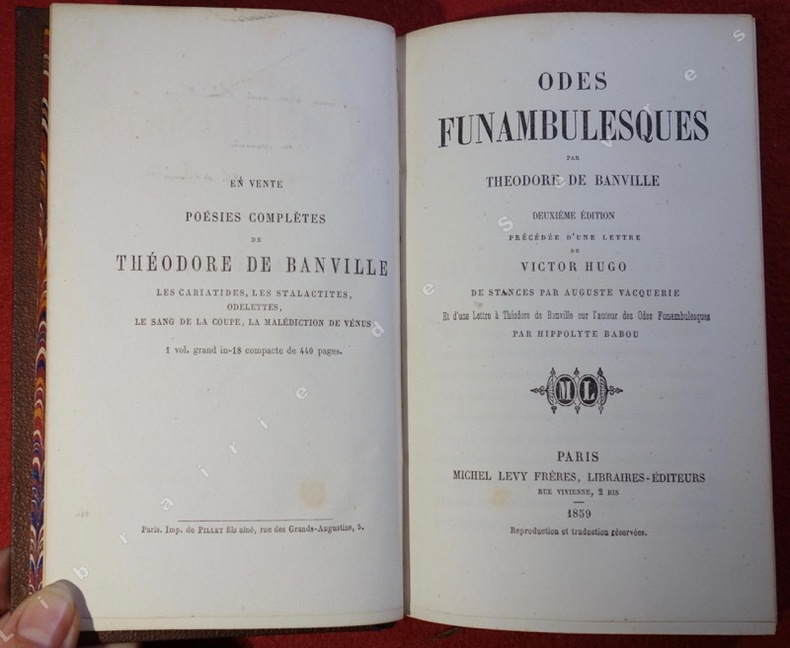 EN VENTE
POÉSIES COMPLÈTES
DE
THÉODORE DE BANVILLE
LES CARIATIDES, LES STALACTITES,
ODELETTES,
LE SANG DE LA COUPE, LA MALÉDICTION DE VÉNUS
1 vol. grand in-18 compacte de 440 pages.
Paris. Imp. de PILLET fils aîné, rue des Grands-Augustins, 5.
ODES
FUNAMBULESQUES
PAR
THEODORE DE BANVILLE
DEUXIÈME ÉDITION
PRÉCÉDÉE D'UNE LETTRE
DE
VICTOR HUGO
DE STANCES PAR AUGUSTE VACQUERIE
Et d'une Lettre à Théodore de Banville sur l'auteur des Odes Funambulesques
PAR HIPPOLYTE BABOU
ML
PARIS
MICHEL LEVY FRÈRES, LIBRAIRES-ÉDITEURS
RUE VIVIENNE, 2 BIS
1859
Reproduction et traduction réservées.
Librairie de sèves